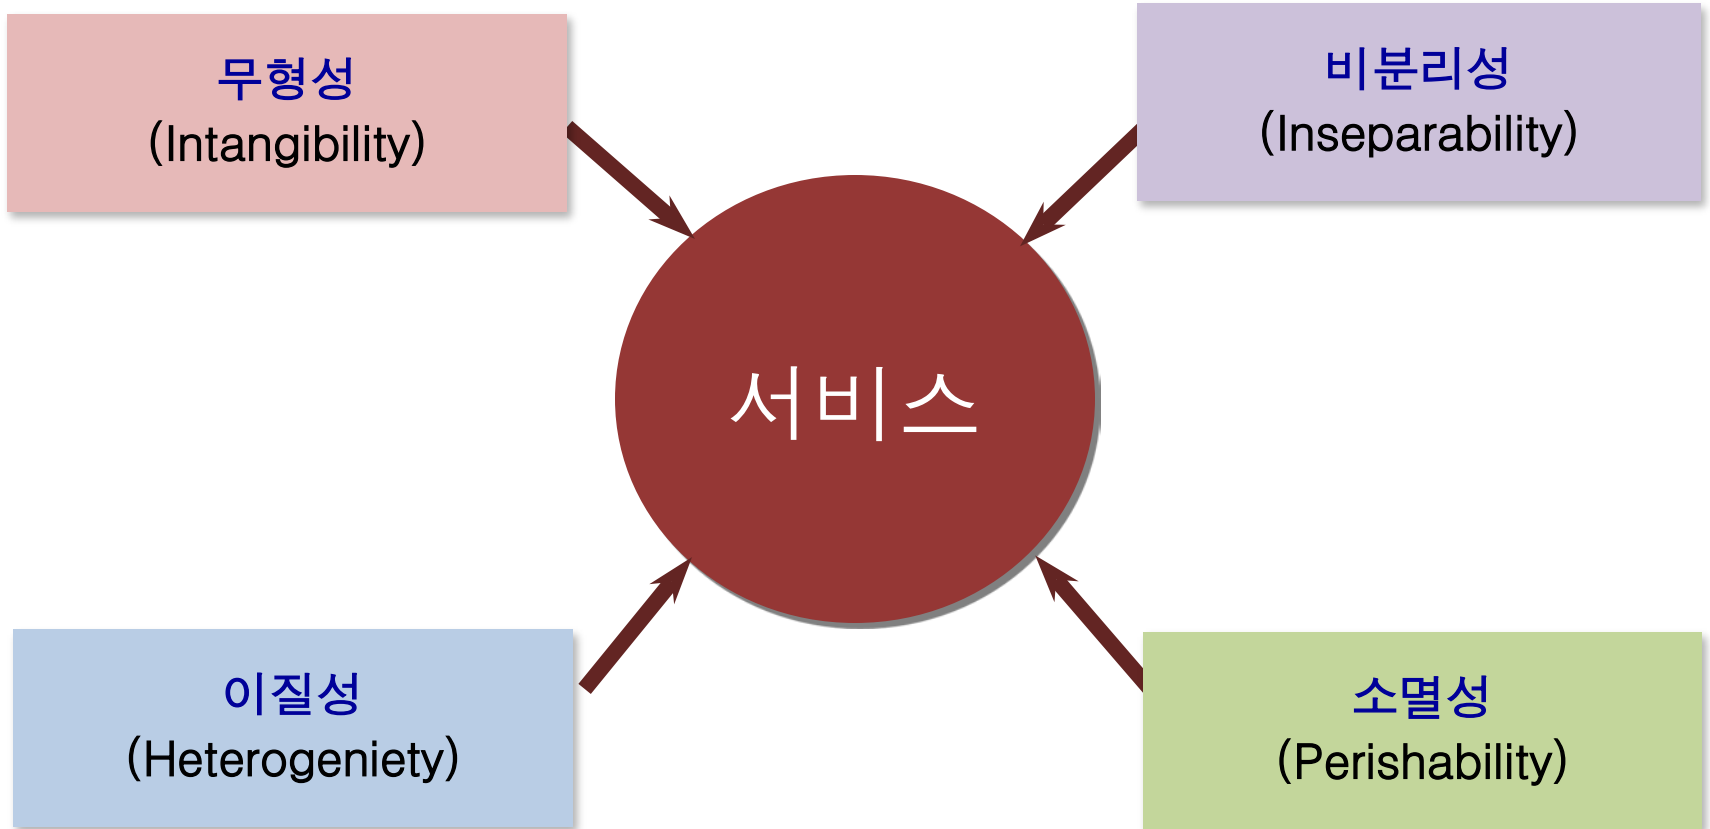 무형성
(Intangibility)
비분리성
(Inseparability)
서비스
이질성
(Heterogeniety)
소멸성
(Perishability)